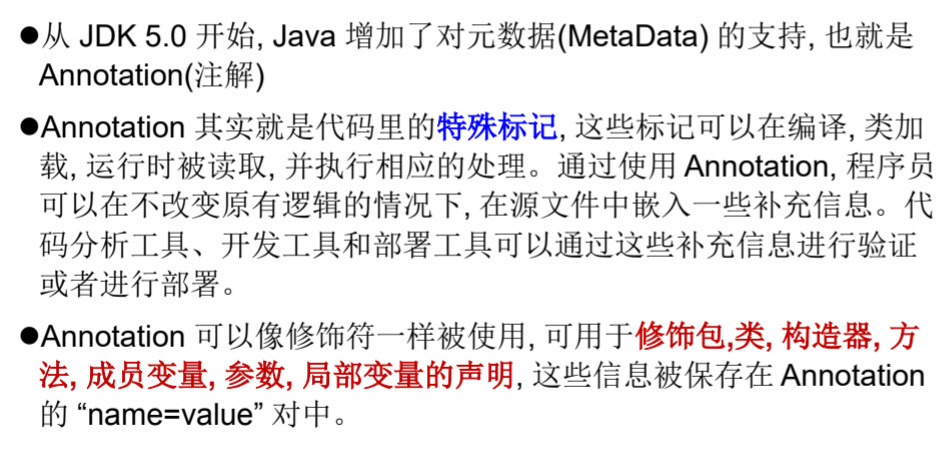 ●从 JDK 5.0 开始, Java 增加了对元数据(MetaData) 的支持, 也就是
Annotation(注解)
●Annotation 其实就是代码里的特殊标记, 这些标记可以在编译, 类加
载, 运行时被读取, 并执行相应的处理。通过使用 Annotation, 程序员
可以在不改变原有逻辑的情况下, 在源文件中嵌入一些补充信息。代
码分析工具、开发工具和部署工具可以通过这些补充信息进行验证
或者进行部署。
●Annotation 可以像修饰符一样被使用, 可用于修饰包,类, 构造器, 方
法, 成员变量, 参数, 局部变量的声明, 这些信息被保存在 Annotation
的 “name=value” 对中。